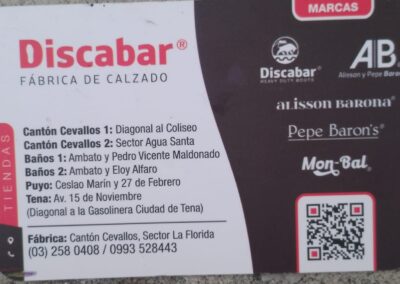 MARCAS
Discabar®
FÁBRICA DE CALZADO
TIENDAS
Cantón Cevallos 1: Diagonal al Coliseo
Cantón Cevallos 2: Sector Agua Santa
Baños 1: Ambato y Pedro Vicente Maldonado
Baños 2: Ambato y Eloy Alfaro
Puyo: Ceslao Marín y 27 de Febrero
Tena: Av. 15 de Noviembre
(Diagonal a la Gasolinera Ciudad de Tena)
Fábrica: Cantón Cevallos, Sector La Florida
(03) 258 0408 / 0993 528443
Discabar®
HEAVY DUTY BOOTS
AB
Alisson y Pepe Baron
ALISSON BARONA®
Pepe Baron's®
Mon-Bal®